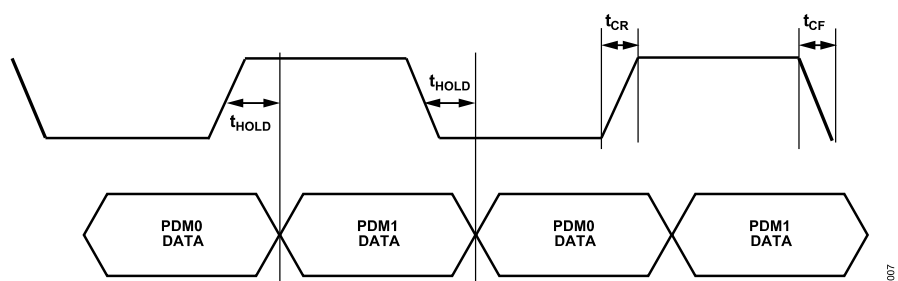 tCR
tCF
tHOLD
tHOLD
PDM0
DATA
PDM1
DATA
PDM0
DATA
PDM1
DATA
007